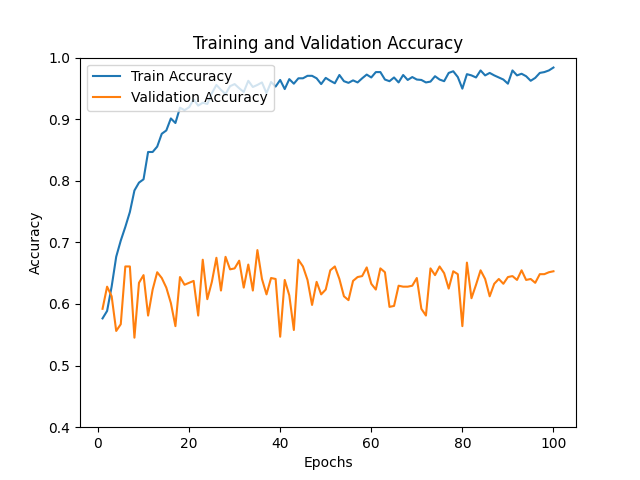 Training and Validation Accuracy
Train Accuracy
Validation Accuracy
1.0
0.9
0.8
0.7
0.6
0.5
0.4
Accuracy
0 20 40 60 80 100
Epochs